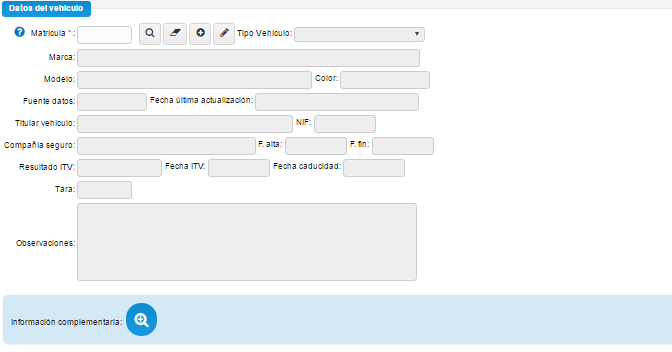 Datos del vehículo
Matrícula * : Tipo Vehículo:
Marca:
Modelo: Color:
Fuente datos: Fecha última actualización:
Titular vehículo: NIF:
Compañía seguro: F. alta: F. fin:
Resultado ITV: Fecha ITV: Fecha caducidad:
Tara:
Observaciones:
Información complementaria: